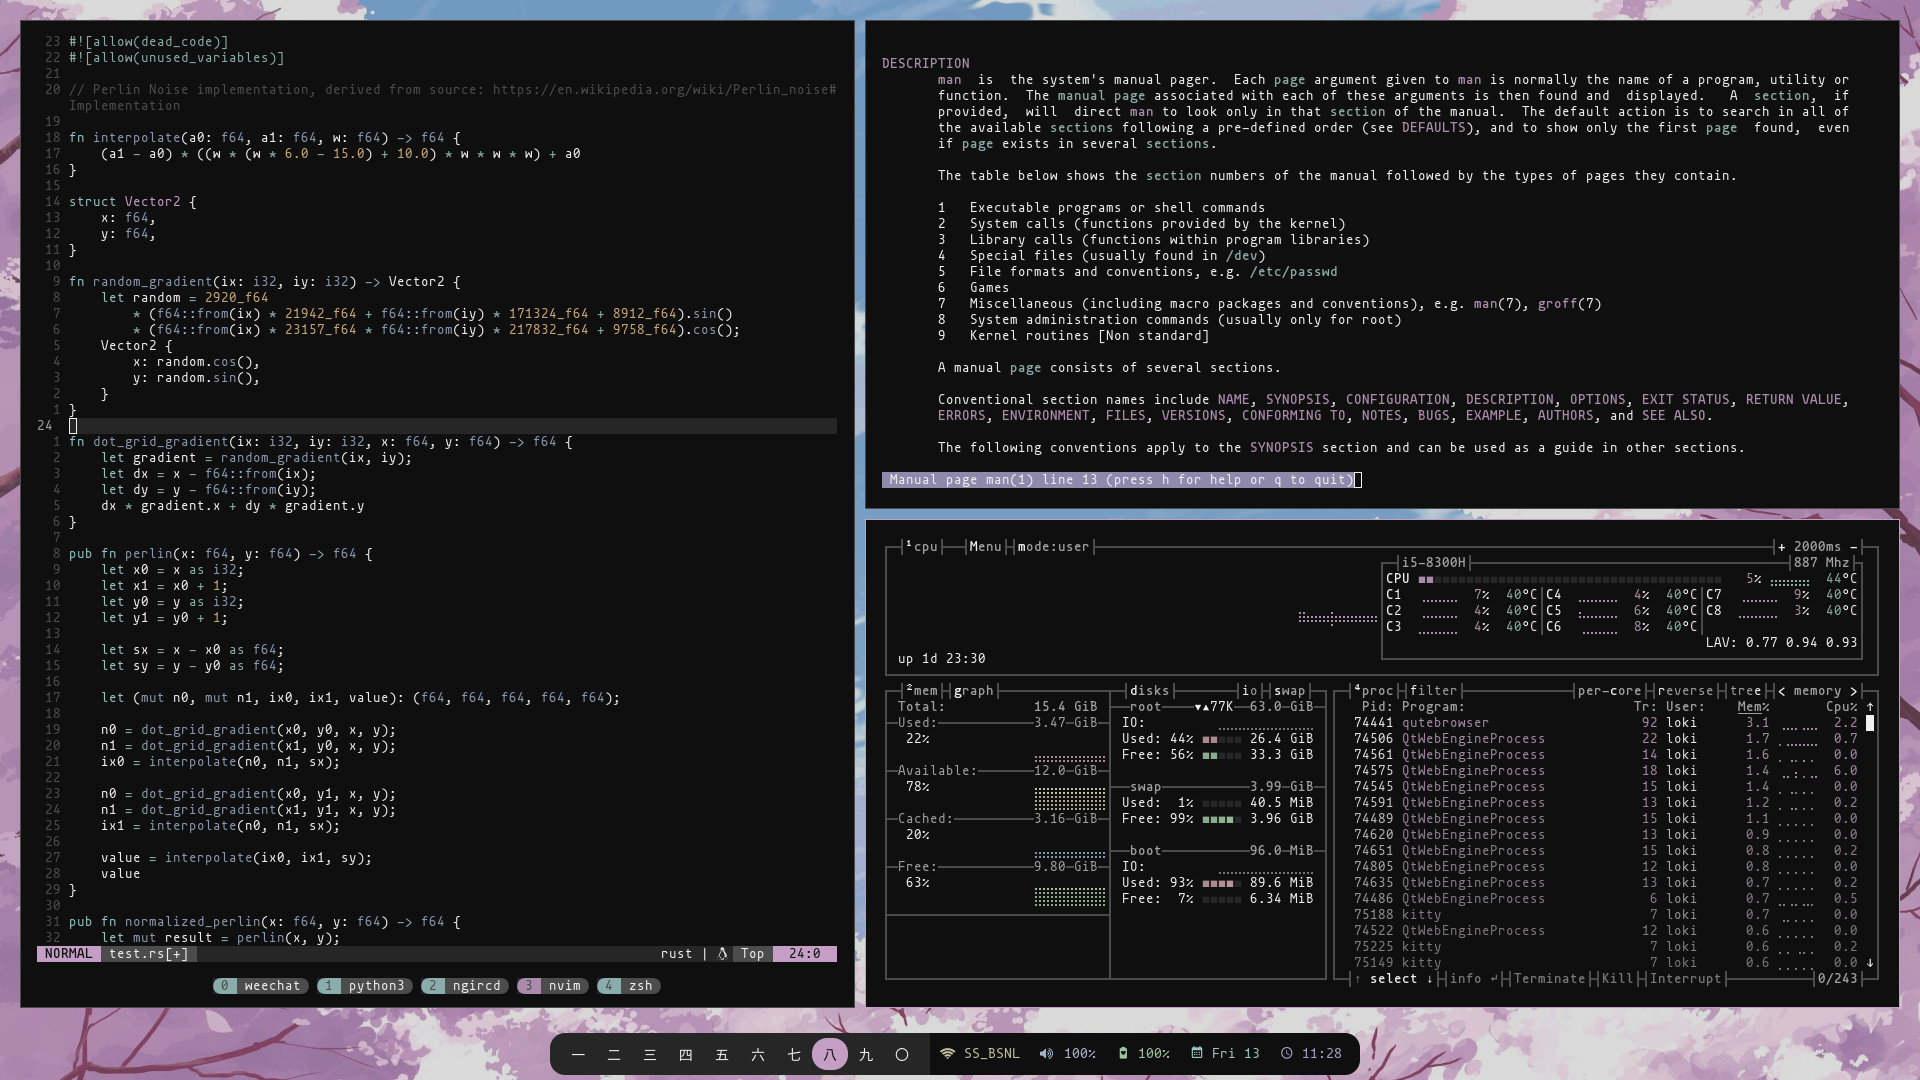 23 #![allow(dead_code)]
22 #![allow(unused_variables)]
21
20 // Perlin Noise implementation, derived from source: https://en.wikipedia.org/wiki/Perlin_noise#
Implementation
19
18 fn interpolate(a0: f64, a1: f64, w: f64) -> f64 {
17     (a1 - a0) * ((w * (w * 6.0 - 15.0) + 10.0) * w * w * w) + a0
16 }
15
14 struct Vector2 {
13     x: f64,
12     y: f64,
11 }
10
9 fn random_gradient(ix: i32, iy: i32) -> Vector2 {
8     let random = 2920_f64
7         * (f64::from(ix) * 21942_f64 + f64::from(iy) * 171324_f64 + 8912_f64).sin()
6         * (f64::from(ix) * 23157_f64 * f64::from(iy) * 217832_f64 + 9758_f64).cos();
5     Vector2 {
4         x: random.cos(),
3         y: random.sin(),
2     }
1 }
24
1 fn dot_grid_gradient(ix: i32, iy: i32, x: f64, y: f64) -> f64 {
2     let gradient = random_gradient(ix, iy);
3     let dx = x - f64::from(ix);
4     let dy = y - f64::from(iy);
5     dx * gradient.x + dy * gradient.y
6 }
7
8 pub fn perlin(x: f64, y: f64) -> f64 {
9     let x0 = x as i32;
10     let x1 = x0 + 1;
11     let y0 = y as i32;
12     let y1 = y0 + 1;
13
14     let sx = x - x0 as f64;
15     let sy = y - y0 as f64;
16
17     let (mut n0, mut n1, ix0, ix1, value): (f64, f64, f64, f64, f64);
18
19     n0 = dot_grid_gradient(x0, y0, x, y);
20     n1 = dot_grid_gradient(x1, y0, x, y);
21     ix0 = interpolate(n0, n1, sx);
22
23     n0 = dot_grid_gradient(x0, y1, x, y);
24     n1 = dot_grid_gradient(x1, y1, x, y);
25     ix1 = interpolate(n0, n1, sx);
26
27     value = interpolate(ix0, ix1, sy);
28     value
29 }
30
31 pub fn normalized_perlin(x: f64, y: f64) -> f64 {
32     let mut result = perlin(x, y);
NORMAL test.rs[+] rust | Top 24:0
0 weechat 1 python3 2 ngircd 3 nvim 4 zsh
DESCRIPTION
man is the system's manual pager. Each page argument given to man is normally the name of a program, utility or
function. The manual page associated with each of these arguments is then found and displayed. A section, if
provided, will direct man to look only in that section of the manual. The default action is to search in all of
the available sections following a pre-defined order (see DEFAULTS), and to show only the first page found, even
if page exists in several sections.
The table below shows the section numbers of the manual followed by the types of pages they contain.
1 Executable programs or shell commands
2 System calls (functions provided by the kernel)
3 Library calls (functions within program libraries)
4 Special files (usually found in /dev)
5 File formats and conventions, e.g. /etc/passwd
6 Games
7 Miscellaneous (including macro packages and conventions), e.g. man(7), groff(7)
8 System administration commands (usually only for root)
9 Kernel routines [Non standard]
A manual page consists of several sections.
Conventional section names include NAME, SYNOPSIS, CONFIGURATION, DESCRIPTION, OPTIONS, EXIT STATUS, RETURN VALUE,
ERRORS, ENVIRONMENT, FILES, VERSIONS, CONFORMING TO, NOTES, BUGS, EXAMPLE, AUTHORS, and SEE ALSO.
The following conventions apply to the SYNOPSIS section and can be used as a guide in other sections.
Manual page man(1) line 13 (press h for help or q to quit)
¹cpu Menu mode:user + 2000ms -
i5-8300H 887 Mhz
CPU 5% 44°C
C1 7% 40°C C4 4% 40°C C7 9% 40°C
C2 4% 40°C C5 6% 40°C C8 3% 40°C
C3 4% 40°C C6 8% 40°C
LAV: 0.77 0.94 0.93
up 1d 23:30
²mem graph
Total: 15.4 GiB
Used: 3.47 GiB
22%
Available: 12.0 GiB
78%
Cached: 3.16 GiB
20%
Free: 9.80 GiB
63%
disks io swap
root ▼▲77K 63.0 GiB
IO:
Used: 44% 26.4 GiB
Free: 56% 33.3 GiB
swap 3.99 GiB
Used: 1% 40.5 MiB
Free: 99% 3.96 GiB
boot 96.0 MiB
IO:
Used: 93% 89.6 MiB
Free: 7% 6.34 MiB
⁴proc filter per-core reverse tree < memory >
Pid: Program: Tr: User: Mem% Cpu% ↑
74441 qutebrowser 92 loki 3.1 2.2
74506 QtWebEngineProcess 22 loki 1.7 0.7
74561 QtWebEngineProcess 14 loki 1.6 0.0
74575 QtWebEngineProcess 18 loki 1.4 6.0
74545 QtWebEngineProcess 15 loki 1.4 0.0
74591 QtWebEngineProcess 13 loki 1.2 0.2
74489 QtWebEngineProcess 15 loki 1.1 0.0
74620 QtWebEngineProcess 13 loki 0.9 0.0
74651 QtWebEngineProcess 15 loki 0.8 0.2
74805 QtWebEngineProcess 12 loki 0.8 0.0
74635 QtWebEngineProcess 13 loki 0.7 0.2
74486 QtWebEngineProcess 6 loki 0.7 0.5
75188 kitty 7 loki 0.7 0.0
74522 QtWebEngineProcess 12 loki 0.6 0.0
75225 kitty 7 loki 0.6 0.2
75149 kitty 7 loki 0.6 0.0 ↓
↑ select ↓ info ↵ Terminate Kill Interrupt 0/243
一 二 三 四 五 六 七 八 九 〇 SS_BSNL 100% 100% Fri 13 11:28